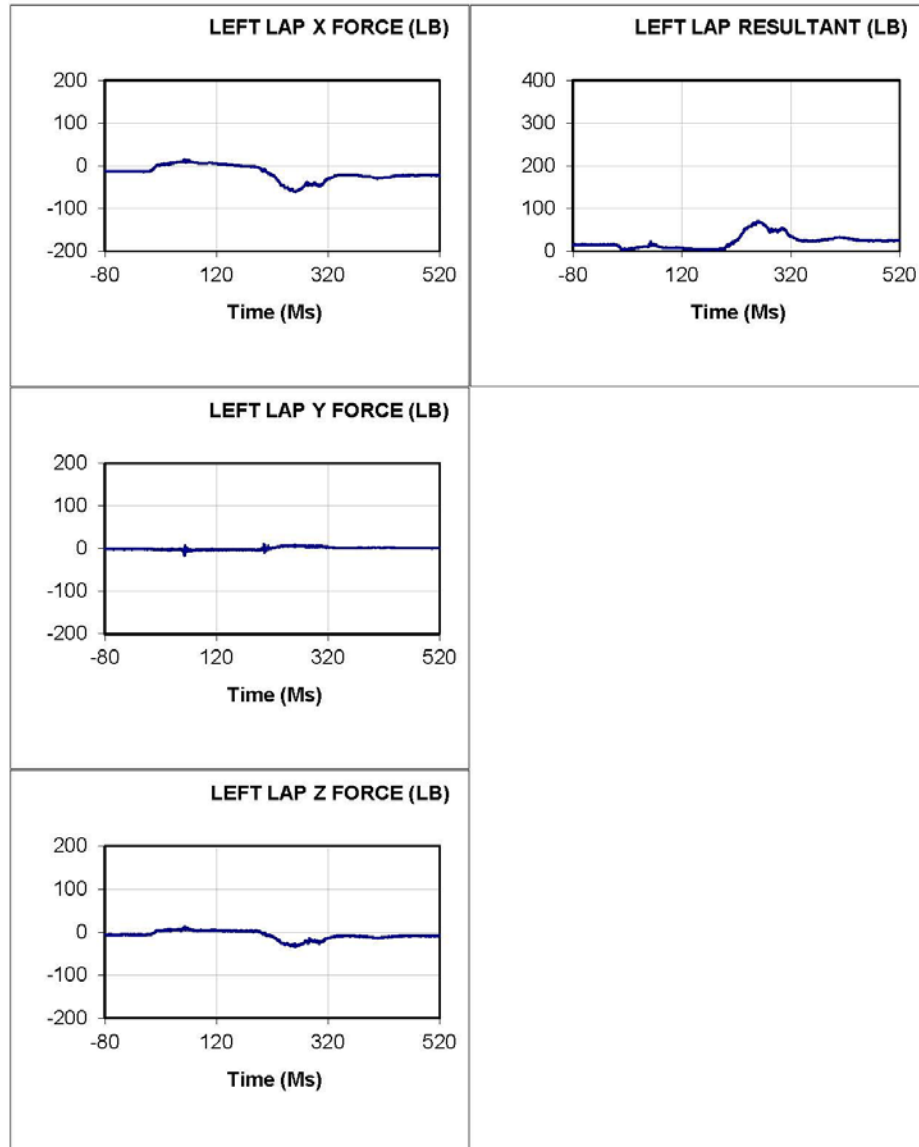 LEFT LAP X FORCE (LB)
200
100
0
-100
-200
-80 120 320 520
Time (Ms)
LEFT LAP RESULTANT (LB)
400
300
200
100
0
-80 120 320 520
Time (Ms)
LEFT LAP Y FORCE (LB)
200
100
0
-100
-200
-80 120 320 520
Time (Ms)
LEFT LAP Z FORCE (LB)
200
100
0
-100
-200
-80 120 320 520
Time (Ms)